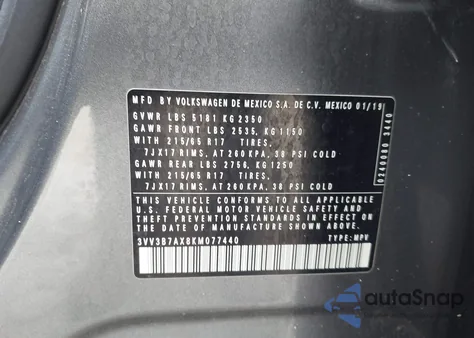 MFD BY VOLKSWAGEN DE MEXICO S.A. DE C.V. MEXICO 01/19
GVWR LBS 5181 KG 2350
GAWR FRONT LBS 2535, KG 1150
WITH 215/65 R17 TIRES,
7JX17 RIMS, AT 260 KPA, 38 PSI COLD
GAWR REAR LBS 2756, KG 1250
WITH 215/65 R17 TIRES,
7JX17 RIMS, AT 260 KPA, 38 PSI COLD
THIS VEHICLE CONFORMS TO ALL APPLICABLE
U.S. FEDERAL MOTOR VEHICLE SAFETY AND
THEFT PREVENTION STANDARDS IN EFFECT ON
THE DATE OF MANUFACTURE SHOWN ABOVE.
3VV3B7AX8KM077440
TYPE: MPV
0240080 3440
autoSnap